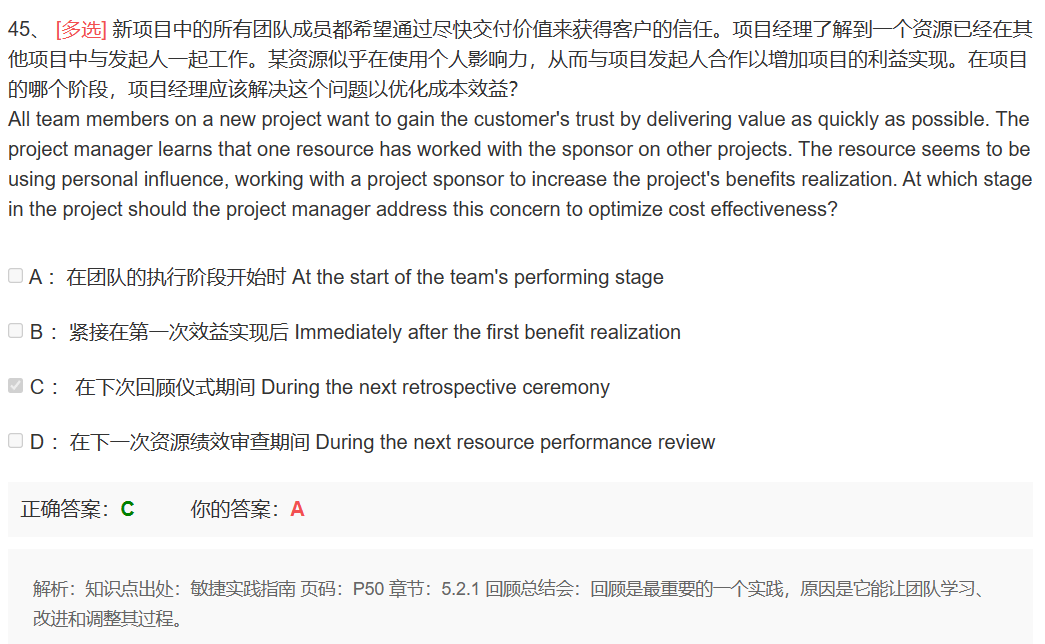 45、 [多选] 新项目中的所有团队成员都希望通过尽快交付价值来获得客户的信任。项目经理了解到一个资源已经在其
他项目中与发起人一起工作。某资源似乎在使用个人影响力，从而与项目发起人合作以增加项目的利益实现。在项目
的哪个阶段，项目经理应该解决这个问题以优化成本效益？
All team members on a new project want to gain the customer's trust by delivering value as quickly as possible. The
project manager learns that one resource has worked with the sponsor on other projects. The resource seems to be
using personal influence, working with a project sponsor to increase the project's benefits realization. At which stage
in the project should the project manager address this concern to optimize cost effectiveness?
A： 在团队的执行阶段开始时 At the start of the team's performing stage
B： 紧接在第一次效益实现后 Immediately after the first benefit realization
C： 在下次回顾仪式期间 During the next retrospective ceremony
D： 在下一次资源绩效审查期间 During the next resource performance review
正确答案：C 你的答案：A
解析：知识点出处：敏捷实践指南 页码：P50 章节：5.2.1 回顾总结会：回顾是最重要的一个实践，原因是它能让团队学习、
改进和调整其过程。